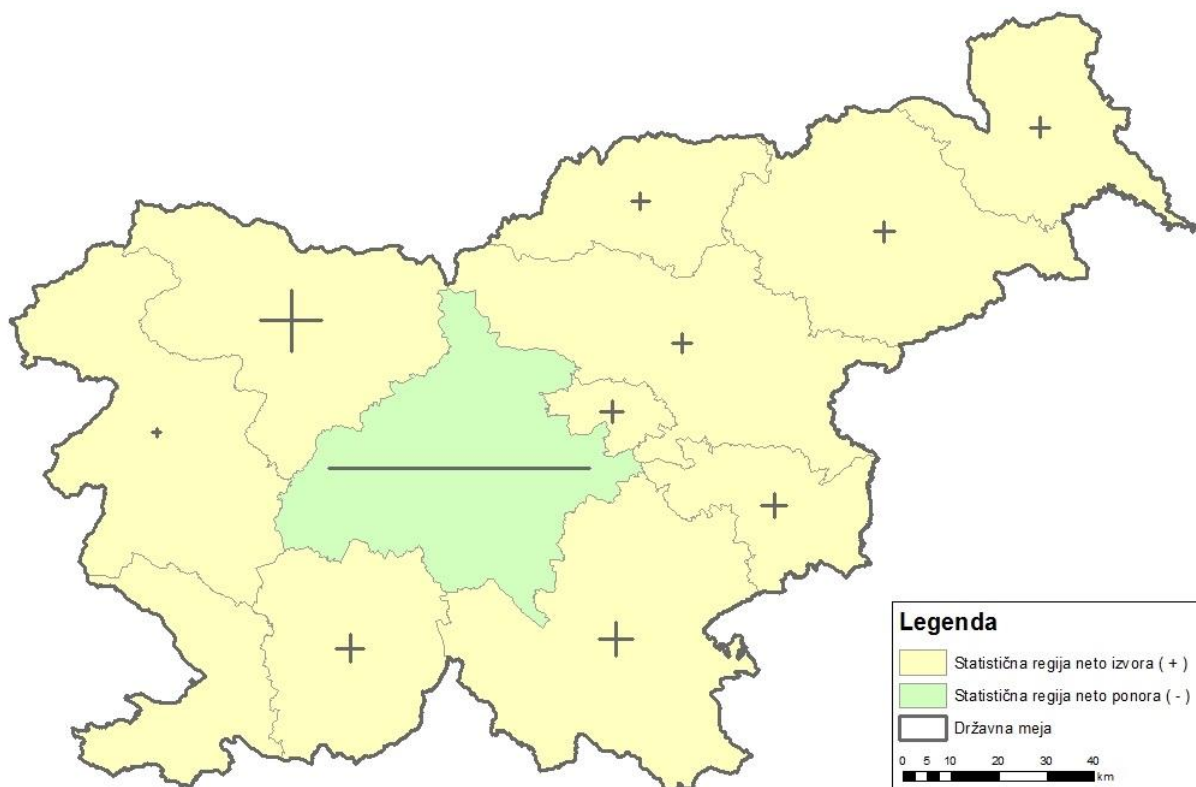 Legenda
Statistična regija neto izvora ( + )
Statistična regija neto ponora ( - )
Državna meja
0 5 10 20 30 40
km